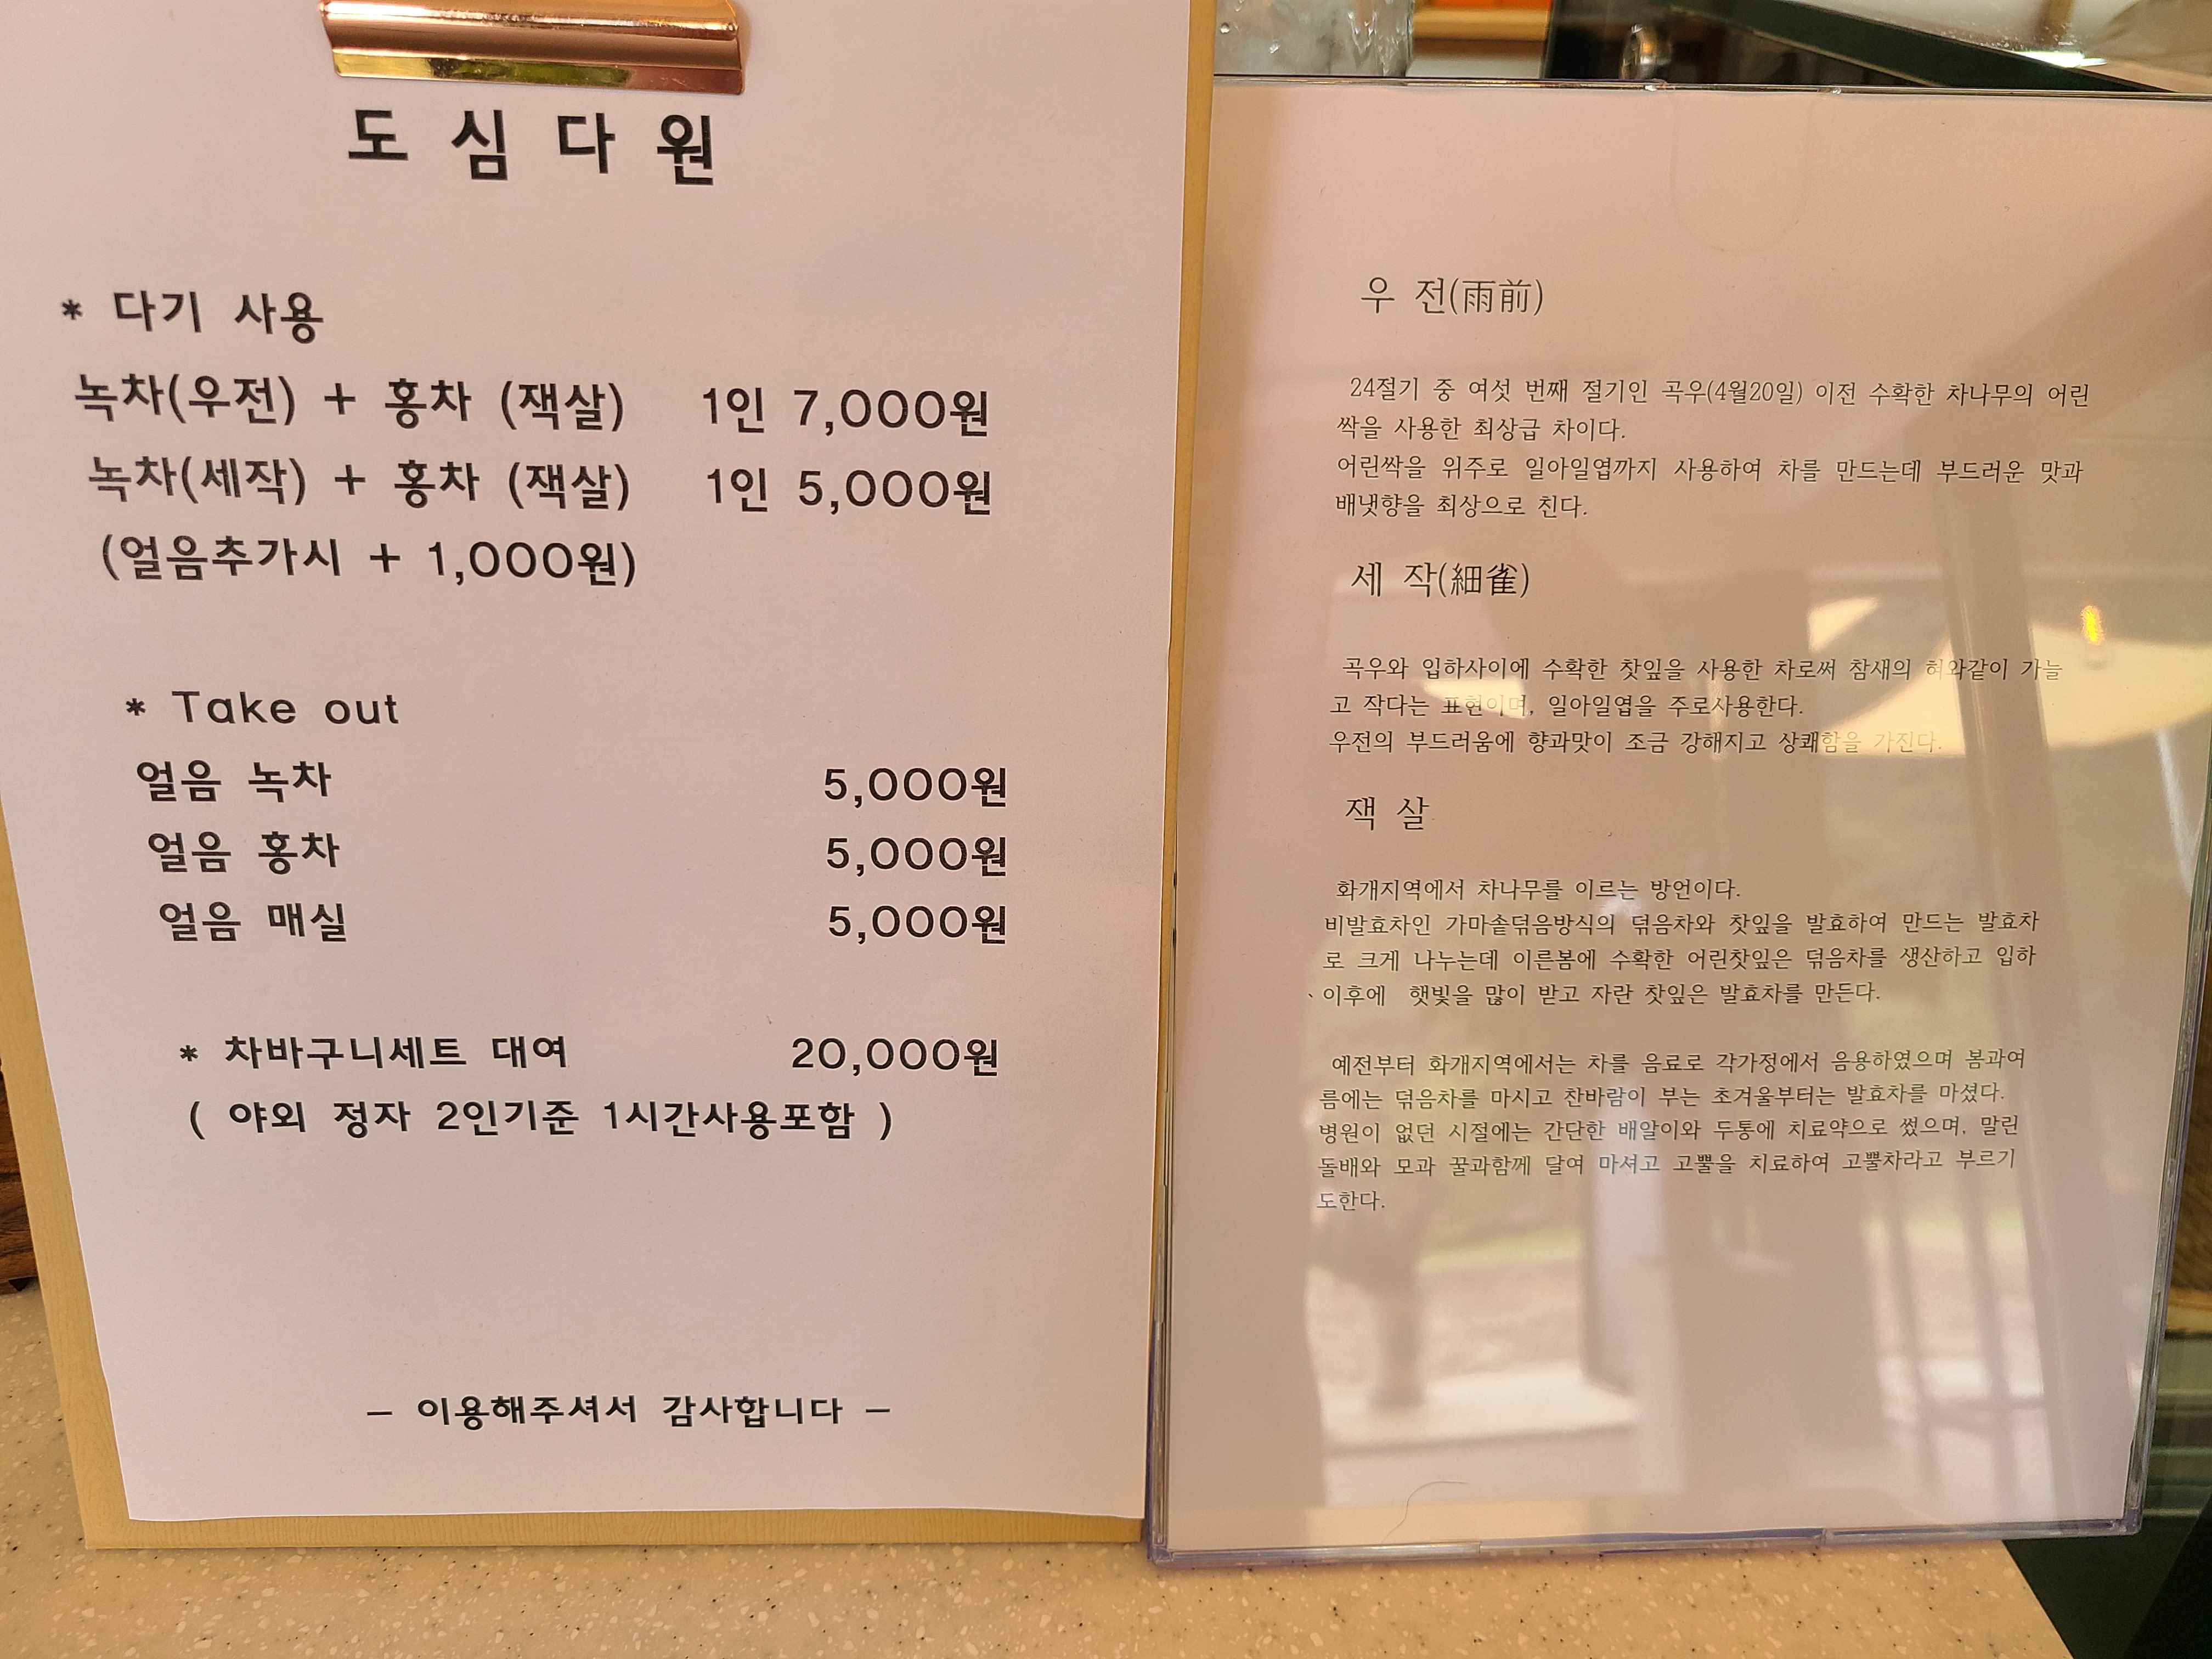 도 심 다 원
* 다기 사용
녹차(우전) + 홍차 (잭살) 1인 7,000원
녹차(세작) + 홍차 (잭살) 1인 5,000원
(얼음추가시 + 1,000원)
* Take out
얼음 녹차 5,000원
얼음 홍차 5,000원
얼음 매실 5,000원
* 차바구니세트 대여 20,000원
( 야외 정자 2인기준 1시간사용포함 )
– 이용해주셔서 감사합니다 –
우 전(雨前)
24절기 중 여섯 번째 절기인 곡우(4월20일) 이전 수확한 차나무의 어린
싹을 사용한 최상급 차이다.
어린싹을 위주로 일아일엽까지 사용하여 차를 만드는데 부드러운 맛과
배냇향을 최상으로 친다.
세 작(細雀)
곡우와 입하사이에 수확한 찻잎을 사용한 차로써 참새의 혀와같이 가늘
고 작다는 표현이며, 일아일엽을 주로사용한다.
우전의 부드러움에 향과맛이 조금 강해지고 상쾌함을 가진다.
잭 살
화개지역에서 차나무를 이르는 방언이다.
비발효차인 가마솥덖음방식의 덖음차와 찻잎을 발효하여 만드는 발효차
로 크게 나누는데 이른봄에 수확한 어린찻잎은 덖음차를 생산하고 입하
이후에 햇빛을 많이 받고 자란 찻잎은 발효차를 만든다.
예전부터 화개지역에서는 차를 음료로 각가정에서 음용하였으며 봄과여
름에는 덖음차를 마시고 찬바람이 부는 초겨울부터는 발효차를 마셨다.
병원이 없던 시절에는 간단한 배알이와 두통에 치료약으로 썼으며, 말린
돌배와 모과 꿀과함께 달여 마셔고 고뿔을 치료하여 고뿔차라고 부르기
도한다.